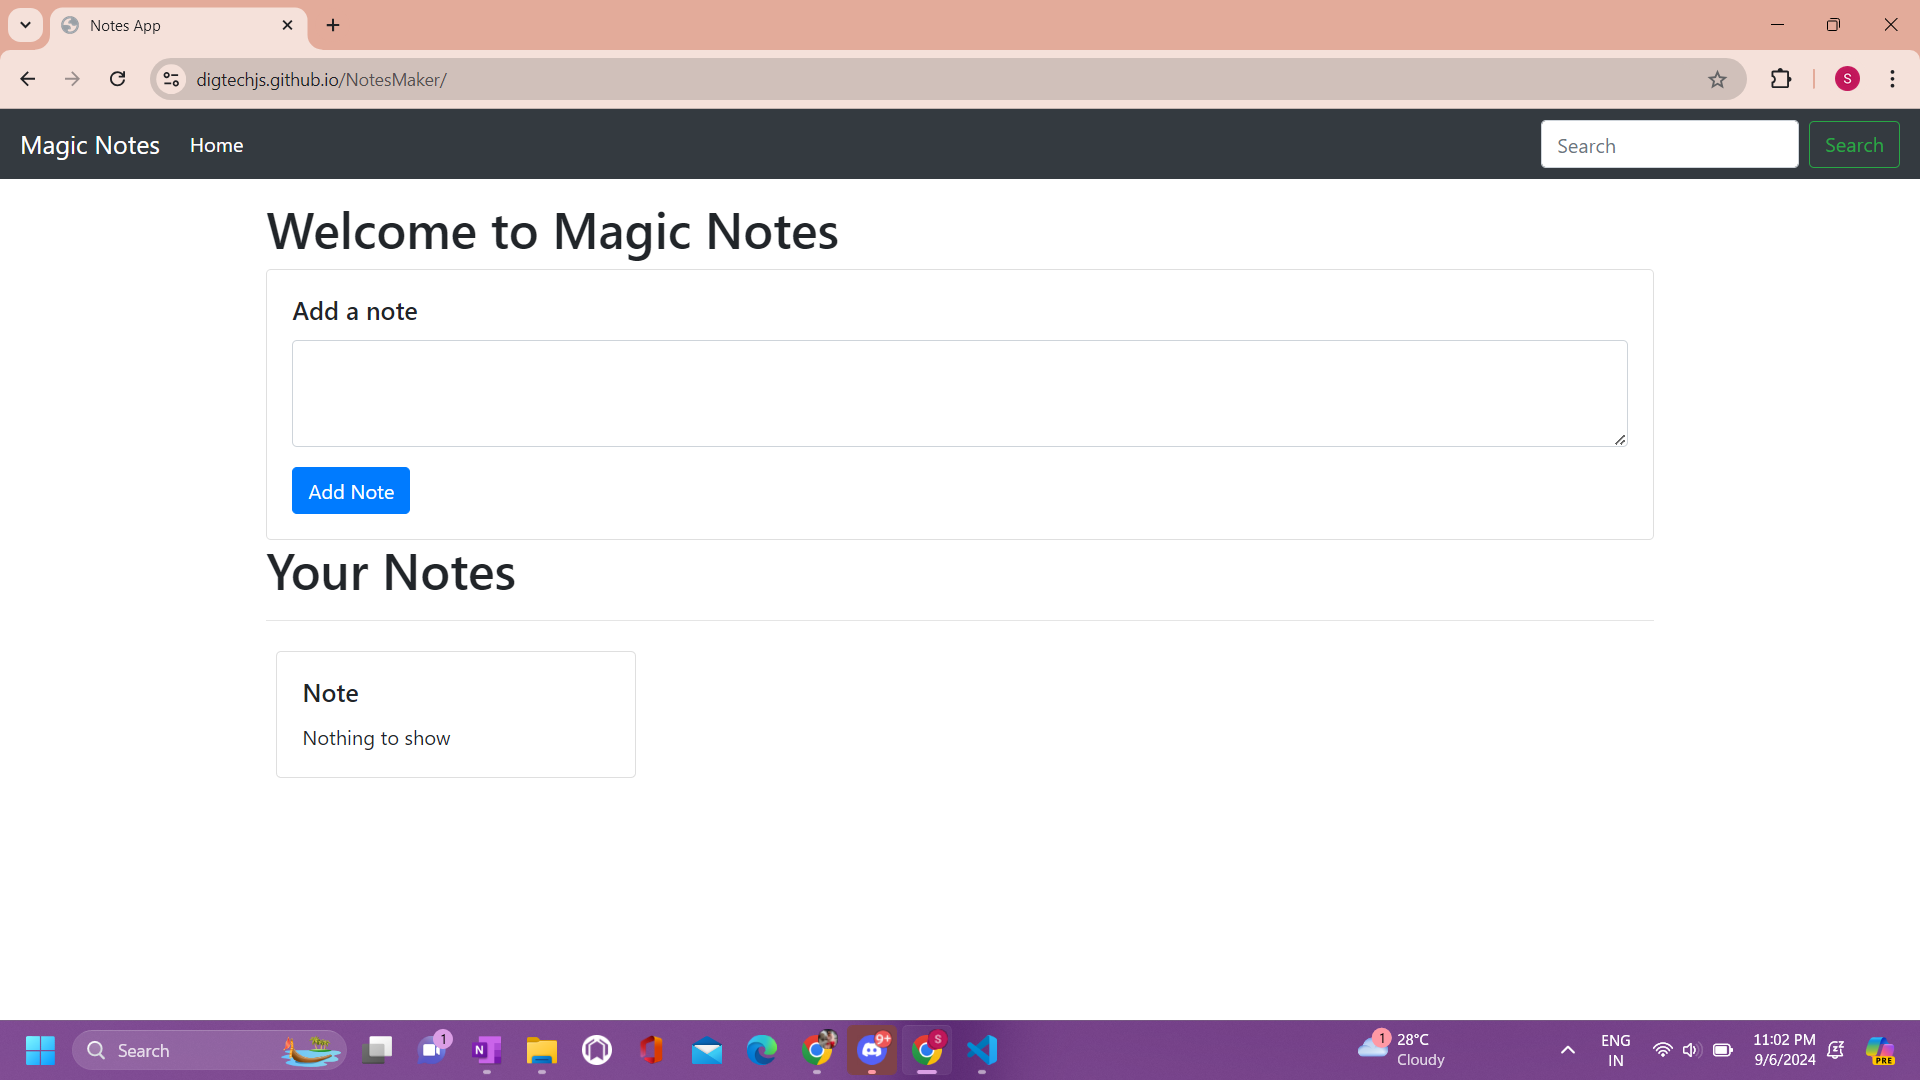 Notes App
digtechjs.github.io/NotesMaker/
S
Magic Notes
Home
Search
Search
Welcome to Magic Notes
Add a note
Add Note
Your Notes
Note
Nothing to show
Search
1
N
9+
S
1
28°C
Cloudy
ENG
IN
11:02 PM
9/6/2024
PRE